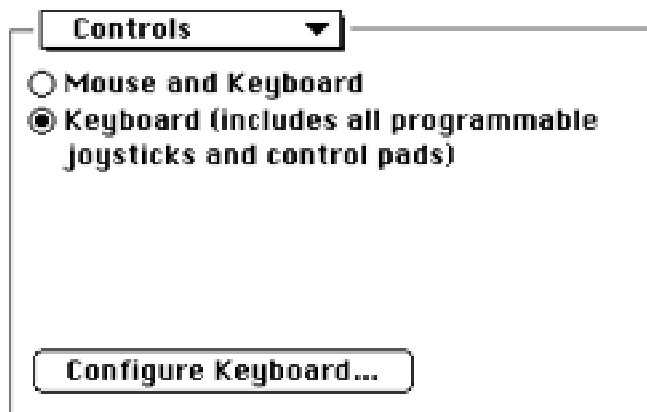 Controls
Mouse and Keyboard
Keyboard (includes all programmable
joysticks and control pads)
Configure Keyboard...